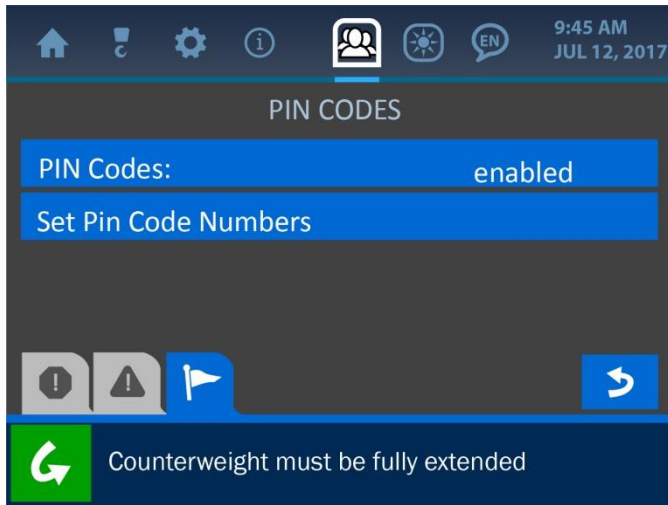 EN
9:45 AM
JUL 12, 2017
PIN CODES
PIN Codes: enabled
Set Pin Code Numbers
Counterweight must be fully extended